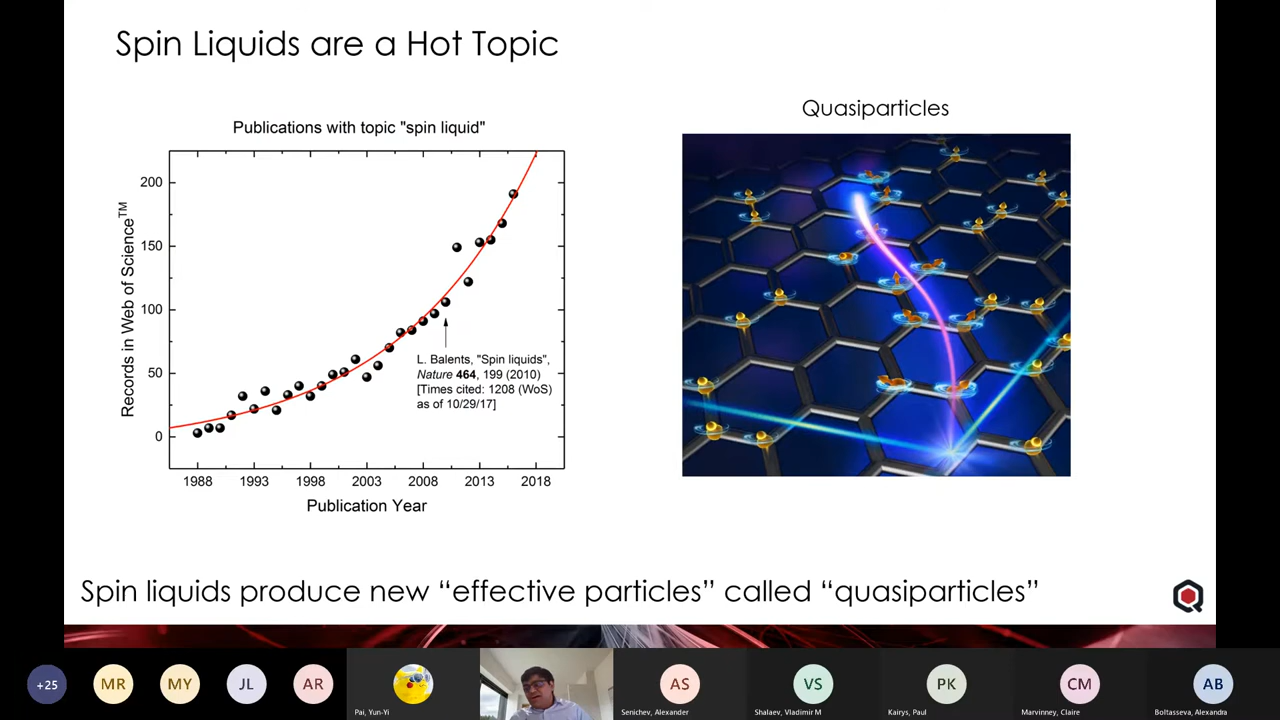 Spin Liquids are a Hot Topic
Publications with topic "spin liquid"
Records in Web of Science™
200
150
100
50
0
1988 1993 1998 2003 2008 2013 2018
Publication Year
L. Balents, "Spin liquids",
Nature 464, 199 (2010)
[Times cited: 1208 (WoS)
as of 10/29/17]
Quasiparticles
Spin liquids produce new “effective particles” called “quasiparticles”
+25
MR
MY
JL
AR
Pai, Yun-Yi
AS
Senichev, Alexander
VS
Shalaev, Vladimir M
PK
Kairys, Paul
CM
Marvinney, Claire
AB
Boltasseva, Alexandra